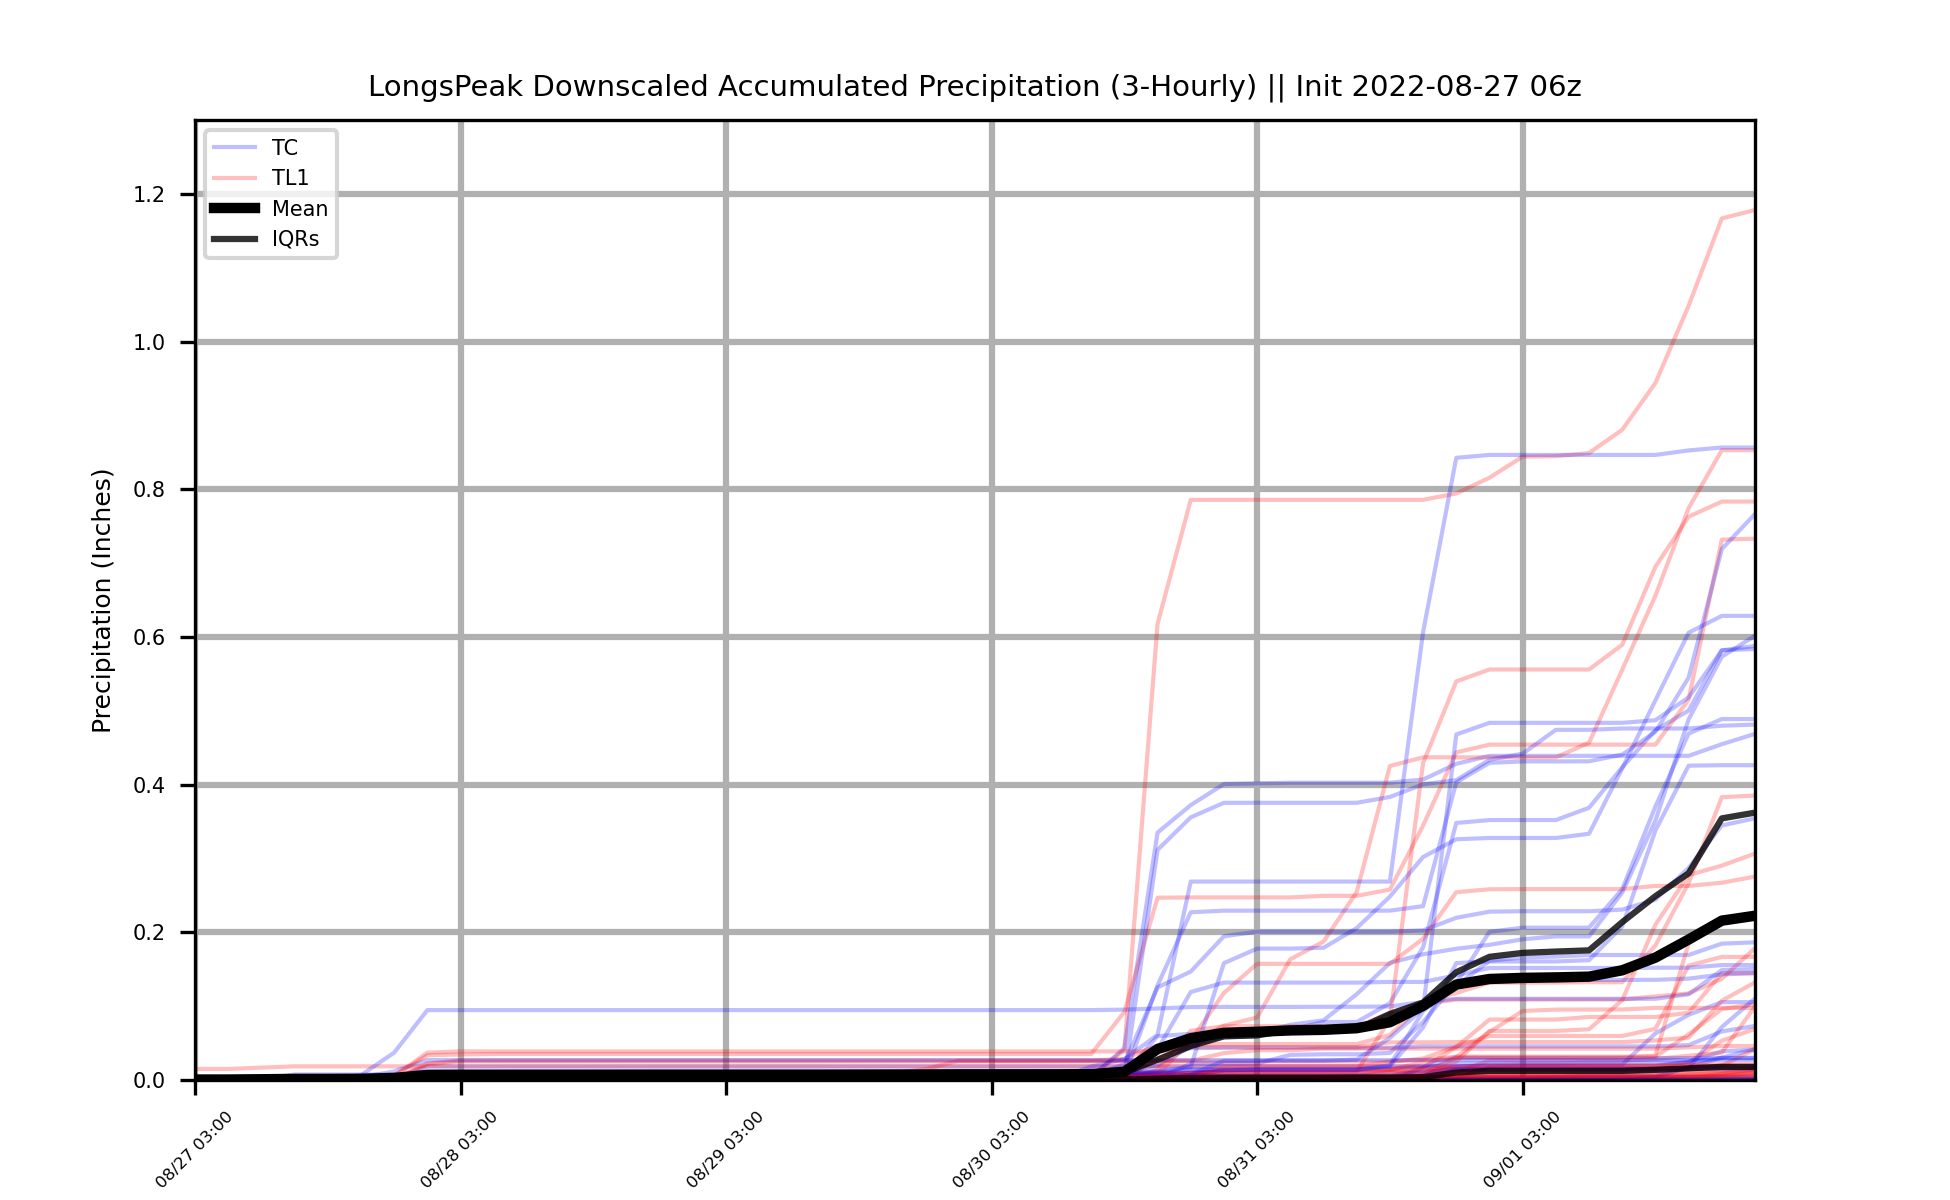 LongsPeak Downscaled Accumulated Precipitation (3-Hourly) || Init 2022-08-27 06z
TC
TL1
Mean
IQRs
Precipitation (Inches)
1.2
1.0
0.8
0.6
0.4
0.2
0.0
08/27 03:00
08/28 03:00
08/29 03:00
08/30 03:00
08/31 03:00
09/01 03:00